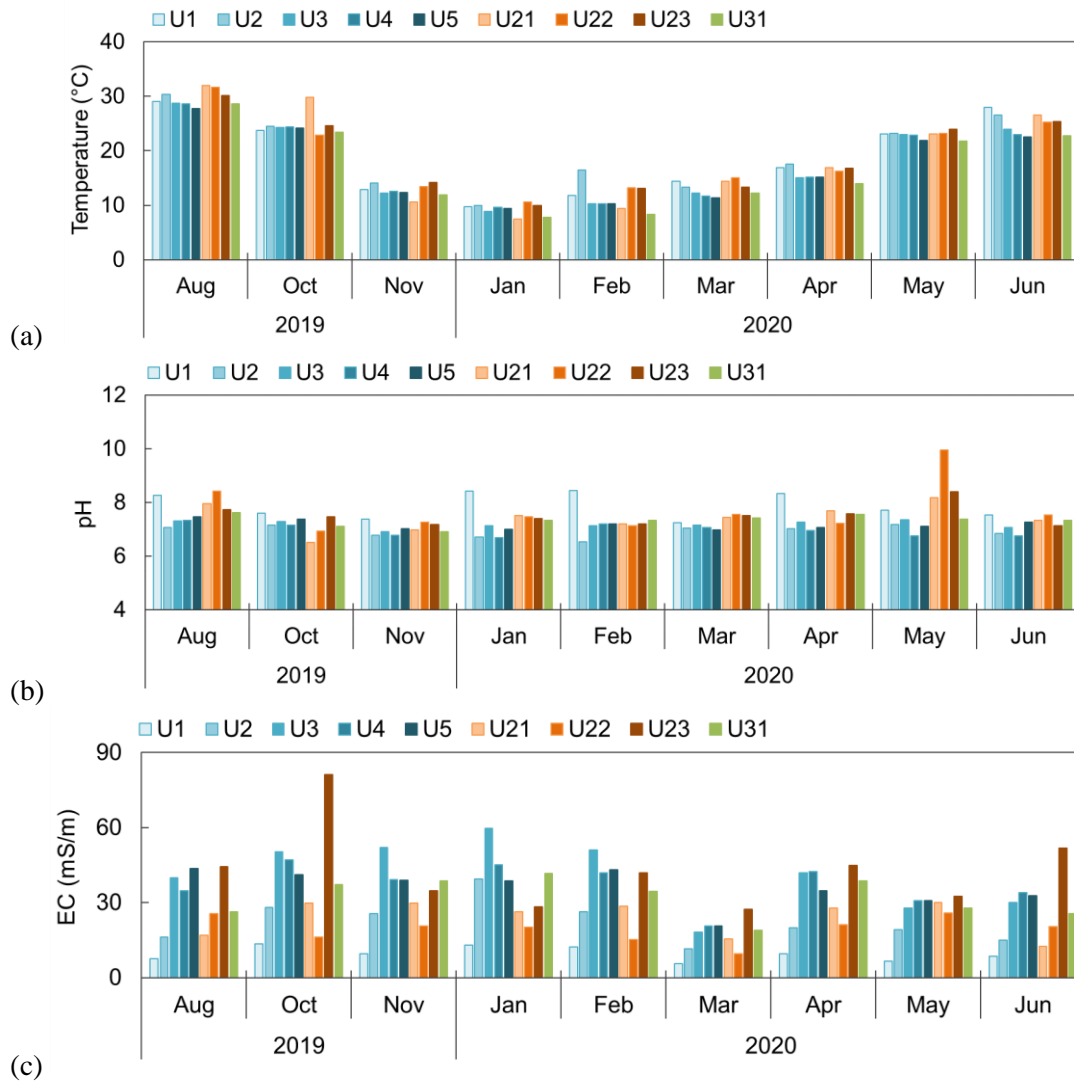 U1 U2 U3 U4 U5 U21 U22 U23 U31
40
30
20
10
0
Temperature (°C)
Aug Oct Nov Jan Feb Mar Apr May Jun
2019 2020
(a)
U1 U2 U3 U4 U5 U21 U22 U23 U31
12
10
8
6
4
pH
Aug Oct Nov Jan Feb Mar Apr May Jun
2019 2020
(b)
U1 U2 U3 U4 U5 U21 U22 U23 U31
90
60
30
0
EC (mS/m)
Aug Oct Nov Jan Feb Mar Apr May Jun
2019 2020
(c)